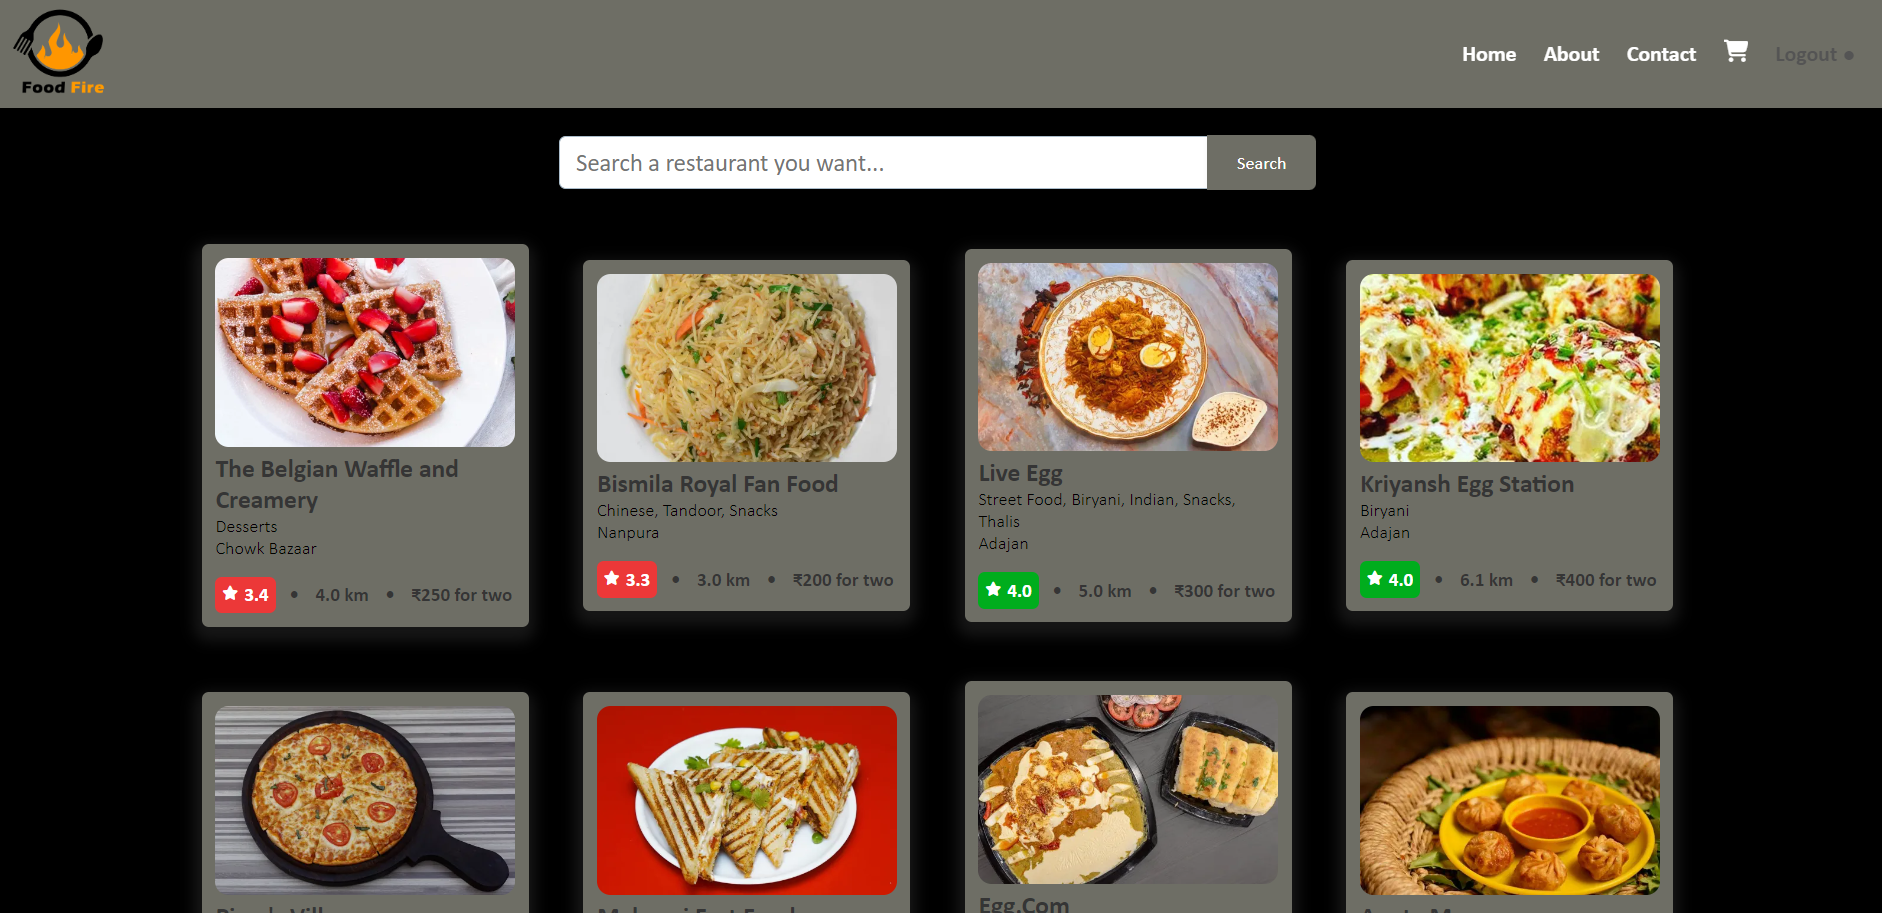 Food Fire
Home
About
Contact
Logout ●
Search a restaurant you want...
Search
The Belgian Waffle and
Creamery
Desserts
Chowk Bazaar
★ 3.4 • 4.0 km • ₹250 for two
Bismila Royal Fan Food
Chinese, Tandoor, Snacks
Nanpura
★ 3.3 • 3.0 km • ₹200 for two
Live Egg
Street Food, Biryani, Indian, Snacks,
Thalis
Adajan
★ 4.0 • 5.0 km • ₹300 for two
Kriyansh Egg Station
Biryani
Adajan
★ 4.0 • 6.1 km • ₹400 for two
Egg.Com